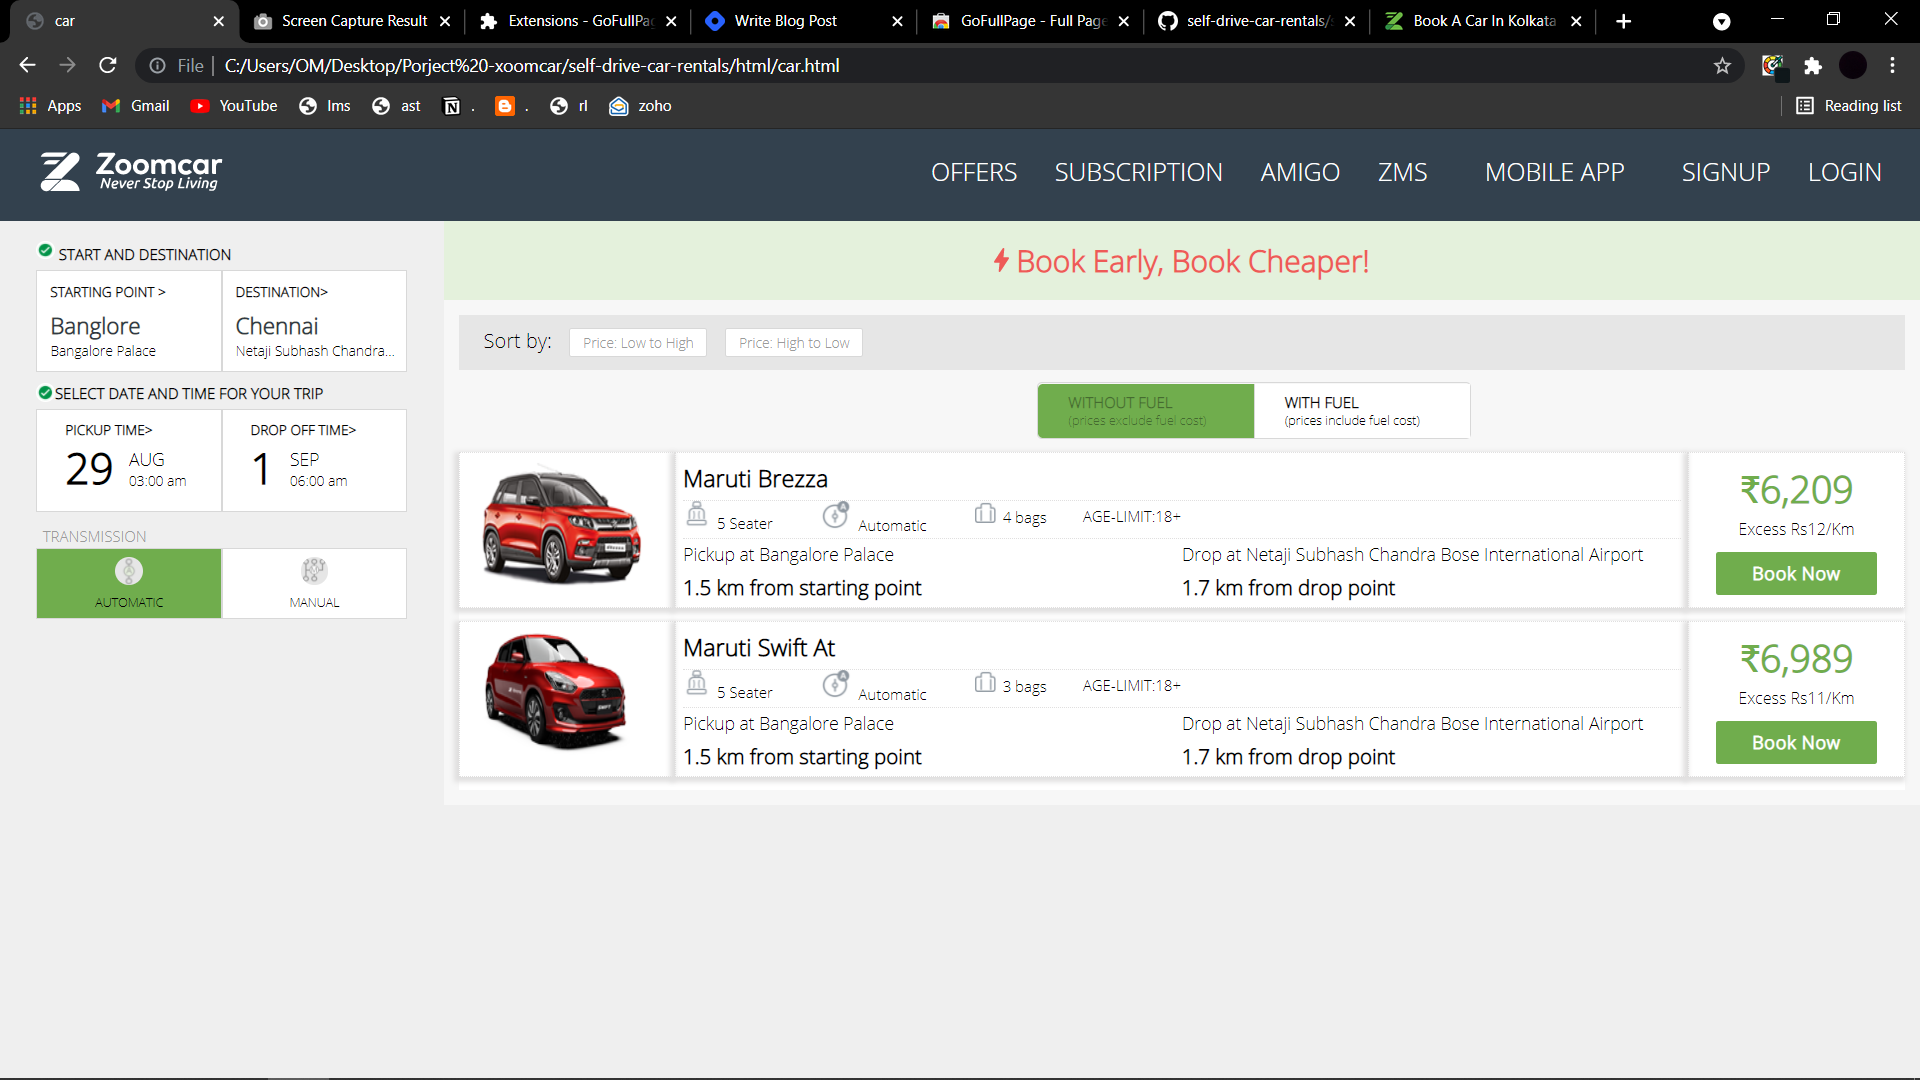 car
Screen Capture Result
Extensions - GoFullPag
Write Blog Post
GoFullPage - Full Page
self-drive-car-rentals/
Book A Car In Kolkata
File
C:/Users/OM/Desktop/Porject%20-xoomcar/self-drive-car-rentals/html/car.html
Apps
Gmail
YouTube
lms
ast
.
.
rl
zoho
Reading list
Zoomcar
Never Stop Living
OFFERS
SUBSCRIPTION
AMIGO
ZMS
MOBILE APP
SIGNUP
LOGIN
START AND DESTINATION
STARTING POINT >
Banglore
Bangalore Palace
DESTINATION>
Chennai
Netaji Subhash Chandra...
SELECT DATE AND TIME FOR YOUR TRIP
PICKUP TIME>
29
AUG
03:00 am
DROP OFF TIME>
1
SEP
06:00 am
TRANSMISSION
AUTOMATIC
MANUAL
Book Early, Book Cheaper!
Sort by:
Price: Low to High
Price: High to Low
WITHOUT FUEL
(prices exclude fuel cost)
WITH FUEL
(prices include fuel cost)
Maruti Brezza
5 Seater
Automatic
4 bags
AGE-LIMIT:18+
Pickup at Bangalore Palace
Drop at Netaji Subhash Chandra Bose International Airport
1.5 km from starting point
1.7 km from drop point
₹6,209
Excess Rs12/Km
Book Now
Maruti Swift At
5 Seater
Automatic
3 bags
AGE-LIMIT:18+
Pickup at Bangalore Palace
Drop at Netaji Subhash Chandra Bose International Airport
1.5 km from starting point
1.7 km from drop point
₹6,989
Excess Rs11/Km
Book Now